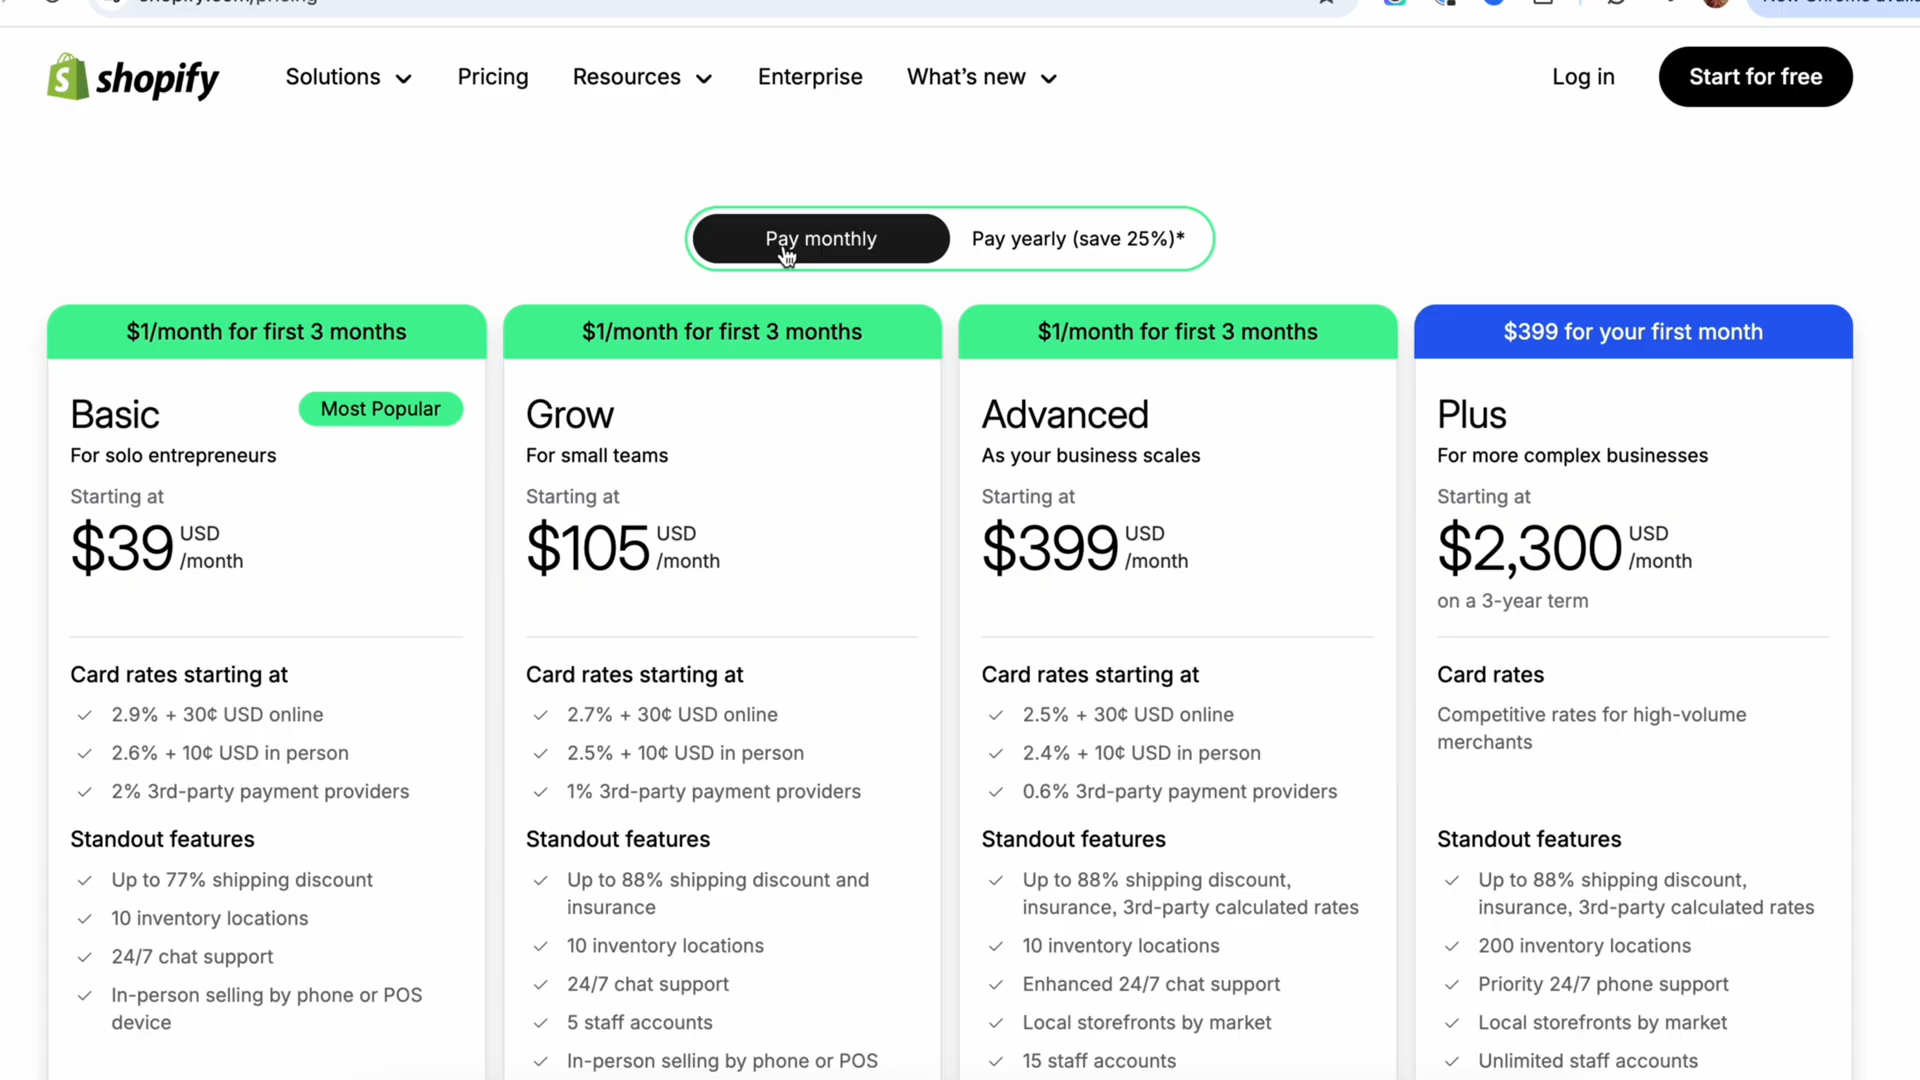 shopify.com/pricing
shopify
Solutions
Pricing
Resources
Enterprise
What's new
Log in
Start for free
Pay monthly
Pay yearly (save 25%)*
$1/month for first 3 months
Basic
Most Popular
For solo entrepreneurs
Starting at
$39 USD
/month
Card rates starting at
2.9% + 30¢ USD online
2.6% + 10¢ USD in person
2% 3rd-party payment providers
Standout features
Up to 77% shipping discount
10 inventory locations
24/7 chat support
In-person selling by phone or POS
device
$1/month for first 3 months
Grow
For small teams
Starting at
$105 USD
/month
Card rates starting at
2.7% + 30¢ USD online
2.5% + 10¢ USD in person
1% 3rd-party payment providers
Standout features
Up to 88% shipping discount and
insurance
10 inventory locations
24/7 chat support
5 staff accounts
In-person selling by phone or POS
$1/month for first 3 months
Advanced
As your business scales
Starting at
$399 USD
/month
Card rates starting at
2.5% + 30¢ USD online
2.4% + 10¢ USD in person
0.6% 3rd-party payment providers
Standout features
Up to 88% shipping discount,
insurance, 3rd-party calculated rates
10 inventory locations
Enhanced 24/7 chat support
Local storefronts by market
15 staff accounts
$399 for your first month
Plus
For more complex businesses
Starting at
$2,300 USD
/month
on a 3-year term
Card rates
Competitive rates for high-volume
merchants
Standout features
Up to 88% shipping discount,
insurance, 3rd-party calculated rates
200 inventory locations
Priority 24/7 phone support
Local storefronts by market
Unlimited staff accounts